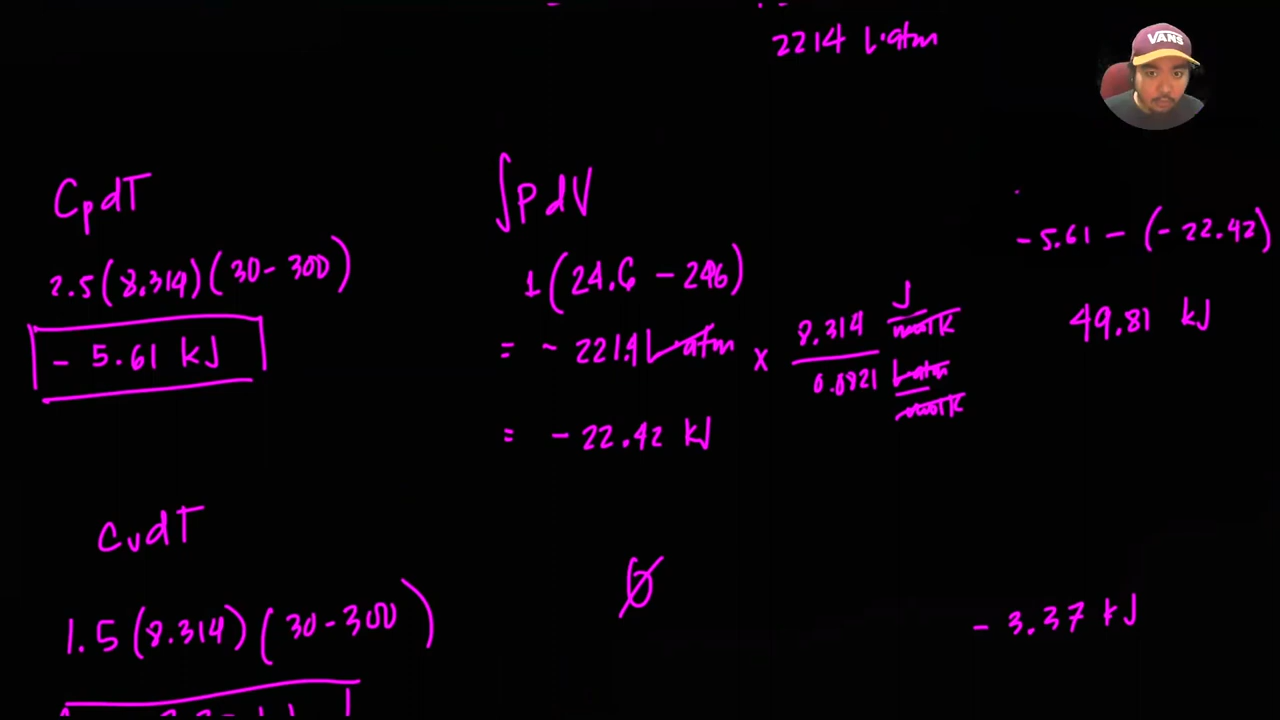 2214 L·atm
VANS
CpdT
∫PdV
-5.61 - (-22.42)
2.5(8.314)(30-300)
1(24.6 - 246)
49.81 kJ
- 5.61 kJ
= - 221.4 L·atm x 8.314 J/mol K
0.0821 L·atm/mol K
= - 22.42 kJ
CvdT
1.5(8.314)(30-300)
Ø
- 3.37 kJ